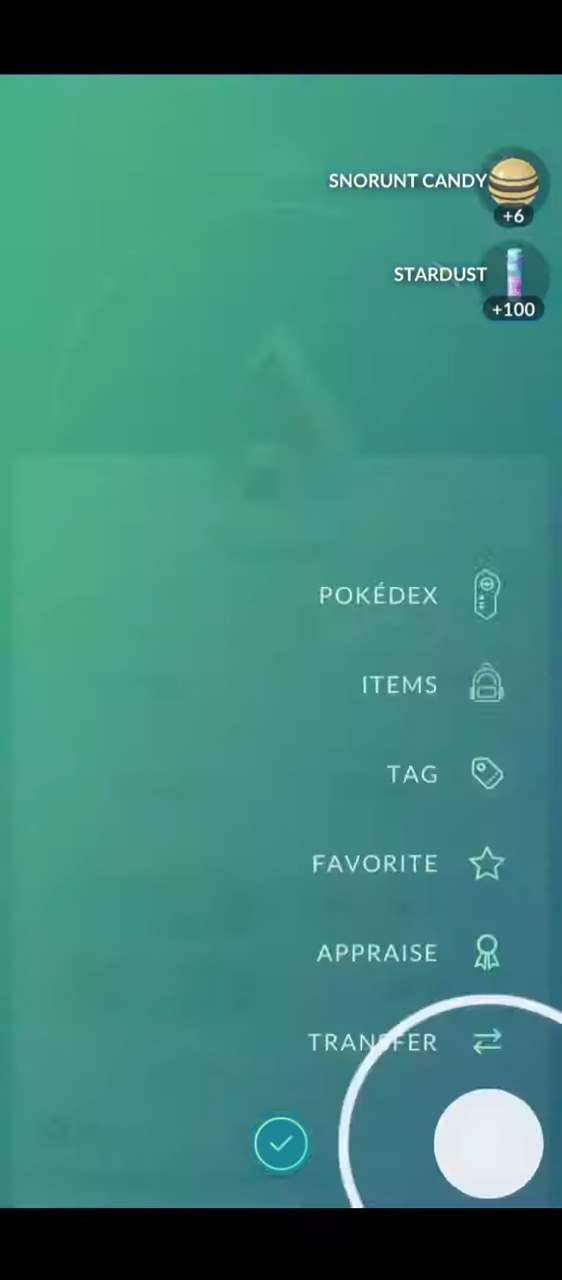 SNORUNT CANDY
+6
STARDUST
+100
POKÉDEX
ITEMS
TAG
FAVORITE
APPRAISE
TRANSFER